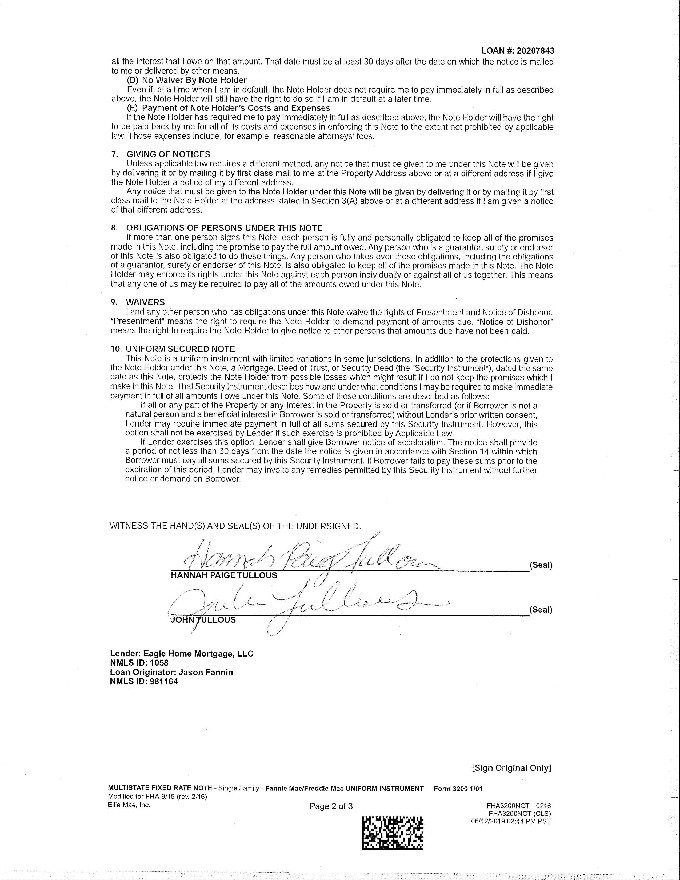 LOAN #: 20207843
all the interest that I owe on that amount. That date must be at least 30 days after the date on which the notice is mailed
to me or delivered by other means.
(D) No Waiver By Note Holder
Even if, at a time when I am in default, the Note Holder does not require me to pay immediately in full as described
above, the Note Holder will still have the right to do so if I am in default at a later time.
(E) Payment of Note Holder's Costs and Expenses
If the Note Holder has required me to pay immediately in full as described above, the Note Holder will have the right
to be paid back by me for all of its costs and expenses in enforcing this Note to the extent not prohibited by applicable
law. Those expenses include, for example, reasonable attorneys' fees.
7. GIVING OF NOTICES
Unless applicable law requires a different method, any notice that must be given to me under this Note will be given
by delivering it or by mailing it by first class mail to me at the Property Address above or at a different address if I give
the Note Holder a notice of my different address.
Any notice that must be given to the Note Holder under this Note will be given by delivering it or by mailing it by first
class mail to the Note Holder at the address stated in Section 3(A) above or at a different address if I am given a notice
of that different address.
8. OBLIGATIONS OF PERSONS UNDER THIS NOTE
If more than one person signs this Note, each person is fully and personally obligated to keep all of the promises
made in this Note, including the promise to pay the full amount owed. Any person who is a guarantor, surety or endorser
of this Note is also obligated to do these things. Any person who takes over these obligations, including the obligations
of a guarantor, surety or endorser of this Note, is also obligated to keep all of the promises made in this Note. The Note
Holder may enforce its rights under this Note against each person individually or against all of us together. This means
that any one of us may be required to pay all of the amounts owed under this Note.
9. WAIVERS
I and any other person who has obligations under this Note waive the rights of Presentment and Notice of Dishonor.
"Presentment" means the right to require the Note Holder to demand payment of amounts due. "Notice of Dishonor"
means the right to require the Note Holder to give notice to other persons that amounts due have not been paid.
10. UNIFORM SECURED NOTE
This Note is a uniform instrument with limited variations in some jurisdictions. In addition to the protections given to
the Note Holder under this Note, a Mortgage, Deed of Trust, or Security Deed (the "Security Instrument"), dated the same
date as this Note, protects the Note Holder from possible losses which might result if I do not keep the promises which I
make in this Note. That Security Instrument describes how and under what conditions I may be required to make immediate
payment in full of all amounts I owe under this Note. Some of those conditions are described as follows:
If all or any part of the Property or any Interest in the Property is sold or transferred (or if Borrower is not a
natural person and a beneficial interest in Borrower is sold or transferred) without Lender's prior written consent,
Lender may require immediate payment in full of all sums secured by this Security Instrument. However, this
option shall not be exercised by Lender if such exercise is prohibited by Applicable Law.
If Lender exercises this option, Lender shall give Borrower notice of acceleration. The notice shall provide
a period of not less than 30 days from the date the notice is given in accordance with Section 14 within which
Borrower must pay all sums secured by this Security Instrument. If Borrower fails to pay these sums prior to the
expiration of this period, Lender may invoke any remedies permitted by this Security Instrument without further
notice or demand on Borrower.
WITNESS THE HAND(S) AND SEAL(S) OF THE UNDERSIGNED.
Hannah Paige Tullous
(Seal)
HANNAH PAIGE TULLOUS
John Tullous
(Seal)
JOHN TULLOUS
Lender: Eagle Home Mortgage, LLC
NMLS ID: 1058
Loan Originator: Jason Fannin
NMLS ID: 981164
[Sign Original Only]
MULTISTATE FIXED RATE NOTE - Single Family - Fannie Mae/Freddie Mac UNIFORM INSTRUMENT Form 3200 1/01
Modified for FHA 9/15 (rev. 2/16)
Ellie Mae, Inc.
Page 2 of 3
FHA3200NOT 0216
FHA3200NOT (CLS)
PM PST